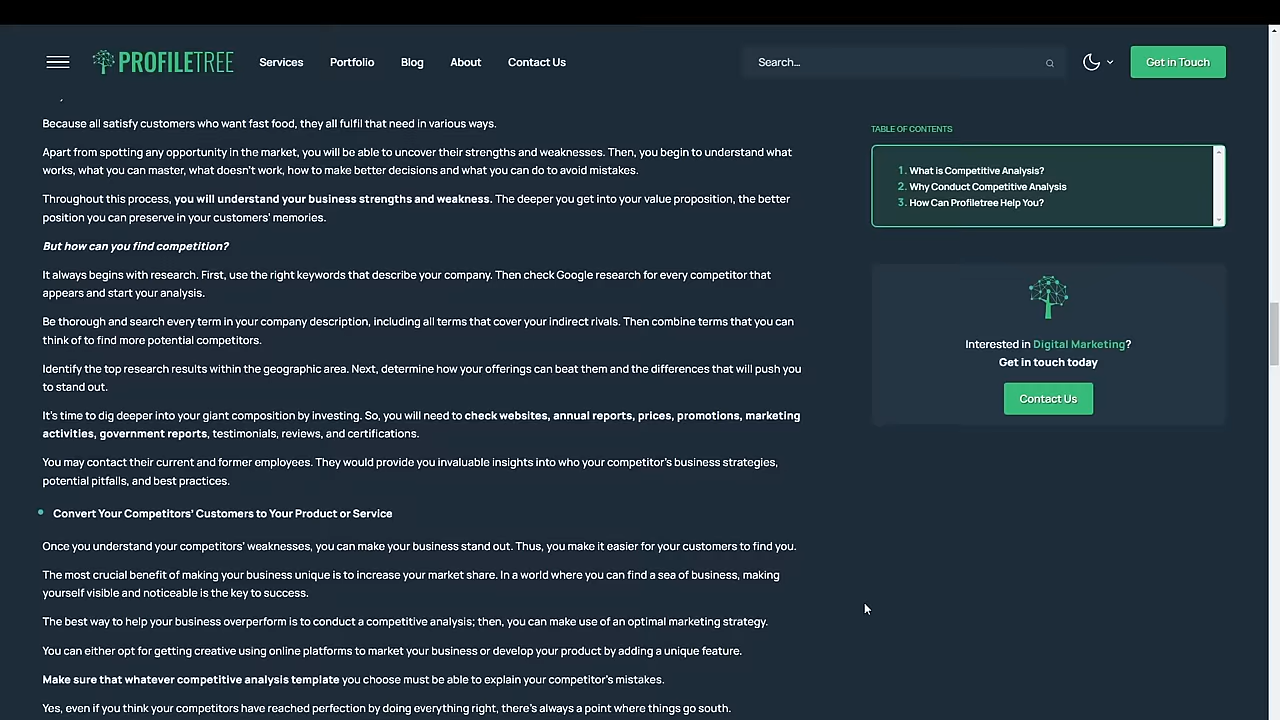 PROFILETREE
Services
Portfolio
Blog
About
Contact Us
Search...
Get in Touch
Because all satisfy customers who want fast food, they all fulfil that need in various ways.
Apart from spotting any opportunity in the market, you will be able to uncover their strengths and weaknesses. Then, you begin to understand what
works, what you can master, what doesn't work, how to make better decisions and what you can do to avoid mistakes.
Throughout this process, you will understand your business strengths and weakness. The deeper you get into your value proposition, the better
position you can preserve in your customers' memories.
But how can you find competition?
It always begins with research. First, use the right keywords that describe your company. Then check Google research for every competitor that
appears and start your analysis.
Be thorough and search every term in your company description, including all terms that cover your indirect rivals. Then combine terms that you can
think of to find more potential competitors.
Identify the top research results within the geographic area. Next, determine how your offerings can beat them and the differences that will push you
to stand out.
It's time to dig deeper into your giant composition by investing. So, you will need to check websites, annual reports, prices, promotions, marketing
activities, government reports, testimonials, reviews, and certifications.
You may contact their current and former employees. They would provide you invaluable insights into who your competitor's business strategies,
potential pitfalls, and best practices.
Convert Your Competitors' Customers to Your Product or Service
Once you understand your competitors' weaknesses, you can make your business stand out. Thus, you make it easier for your customers to find you.
The most crucial benefit of making your business unique is to increase your market share. In a world where you can find a sea of business, making
yourself visible and noticeable is the key to success.
The best way to help your business overperform is to conduct a competitive analysis; then, you can make use of an optimal marketing strategy.
You can either opt for getting creative using online platforms to market your business or develop your product by adding a unique feature.
Make sure that whatever competitive analysis template you choose must be able to explain your competitor's mistakes.
Yes, even if you think your competitors have reached perfection by doing everything right, there's always a point where things go south.
TABLE OF CONTENTS
1. What is Competitive Analysis?
2. Why Conduct Competitive Analysis
3. How Can Profiletree Help You?
Interested in Digital Marketing?
Get in touch today
Contact Us